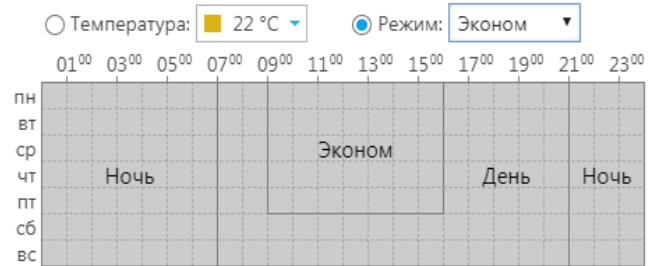 Температура: 22 °C Режим: Эконом
01⁰⁰ 03⁰⁰ 05⁰⁰ 07⁰⁰ 09⁰⁰ 11⁰⁰ 13⁰⁰ 15⁰⁰ 17⁰⁰ 19⁰⁰ 21⁰⁰ 23⁰⁰
пн
вт
ср Эконом
чт Ночь День Ночь
пт
сб
вс